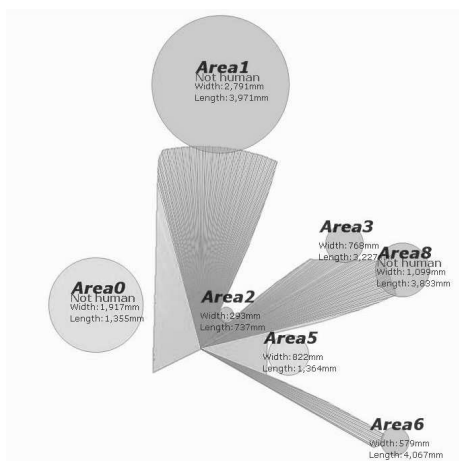 Area1
Not human
Width:2,791mm
Length:3,971mm
Area3
Width:768mm
Length:3,227
Area8
Not human
Width:1,099mm
Length:3,833mm
Area0
Not human
Width:1,917mm
Length:1,355mm
Area2
Width:293mm
Length:737mm
Area5
Width:822mm
Length:1,364mm
Area6
Width:579mm
Length:4,067mm